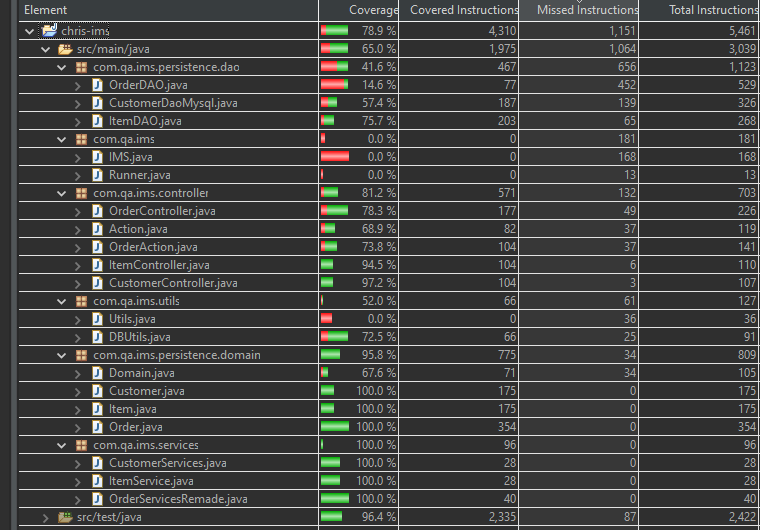 Element Coverage Covered Instructions Missed Instructions Total Instructions
chris-ims 78.9 % 4,310 1,151 5,461
src/main/java 65.0 % 1,975 1,064 3,039
com.qa.ims.persistence.dao 41.6 % 467 656 1,123
OrderDAO.java 14.6 % 77 452 529
CustomerDaoMysql.java 57.4 % 187 139 326
ItemDAO.java 75.7 % 203 65 268
com.qa.ims 0.0 % 0 181 181
IMS.java 0.0 % 0 168 168
Runner.java 0.0 % 0 13 13
com.qa.ims.controller 81.2 % 571 132 703
OrderController.java 78.3 % 177 49 226
Action.java 68.9 % 82 37 119
OrderAction.java 73.8 % 104 37 141
ItemController.java 94.5 % 104 6 110
CustomerController.java 97.2 % 104 3 107
com.qa.ims.utils 52.0 % 66 61 127
Utils.java 0.0 % 0 36 36
DBUtils.java 72.5 % 66 25 91
com.qa.ims.persistence.domain 95.8 % 775 34 809
Domain.java 67.6 % 71 34 105
Customer.java 100.0 % 175 0 175
Item.java 100.0 % 175 0 175
Order.java 100.0 % 354 0 354
com.qa.ims.services 100.0 % 96 0 96
CustomerServices.java 100.0 % 28 0 28
ItemService.java 100.0 % 28 0 28
OrderServicesRemade.java 100.0 % 40 0 40
src/test/java 96.4 % 2,335 87 2,422